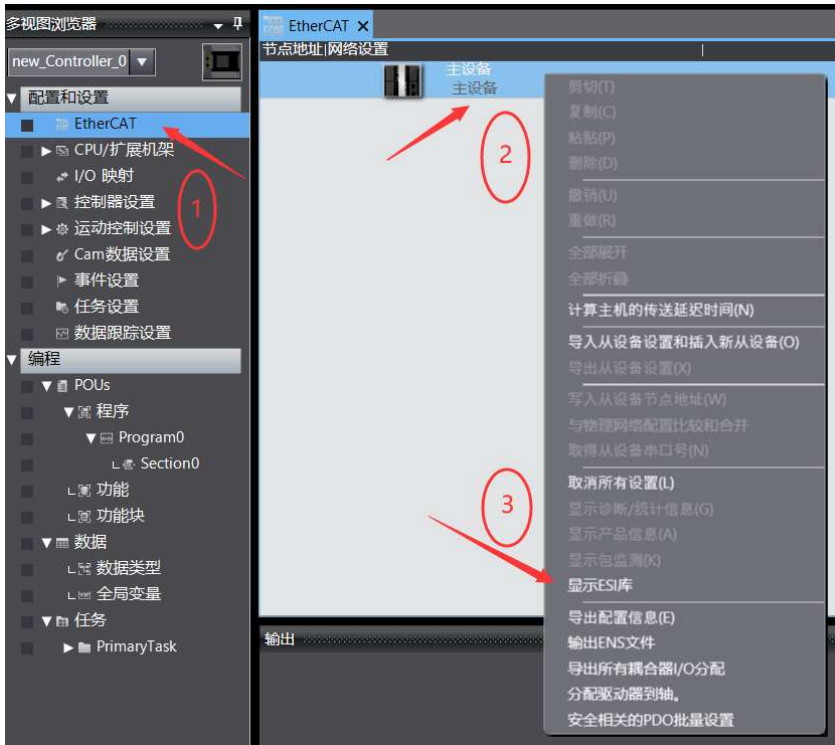 多视图浏览器
new_Controller_0
配置和设置
EtherCAT
CPU/扩展机架
I/O 映射
控制器设置
运动控制设置
Cam数据设置
事件设置
任务设置
数据跟踪设置
编程
POUs
程序
Program0
Section0
功能
功能块
数据
数据类型
全局变量
任务
PrimaryTask
1
EtherCAT
节点地址|网络设置
主设备
主设备
2
3
剪切(T)
复制(C)
粘贴(P)
删除(D)
撤销(U)
重做(R)
全部展开
全部折叠
计算主机的传送延迟时间(N)
导入从设备设置和插入新从设备(O)
导出从设备设置(X)
写入从设备节点地址(W)
与物理网络配置比较和合并
取得从设备串口号(N)
取消所有设置(L)
显示诊断/统计信息(G)
显示产品信息(A)
显示包监测(K)
显示ESI库
导出配置信息(E)
输出ENS文件
导出所有耦合器I/O分配
分配驱动器到轴。
安全相关的PDO批量设置
输出